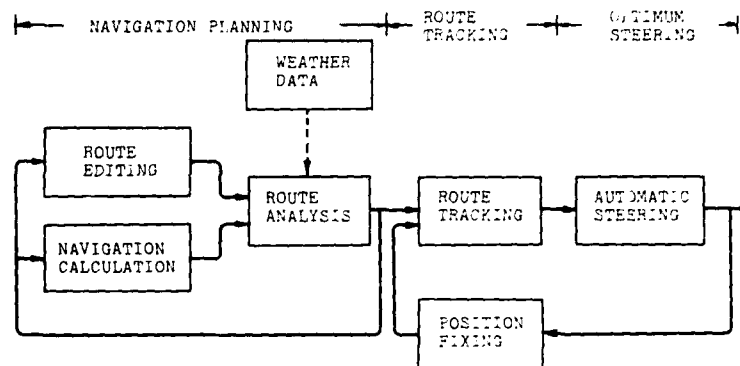 NAVIGATION PLANNING
ROUTE
TRACKING
OPTIMUM
STEERING
WEATHER
DATA
ROUTE
EDITING
ROUTE
ANALYSIS
NAVIGATION
CALCULATION
ROUTE
TRACKING
AUTOMATIC
STEERING
POSITION
FIXING